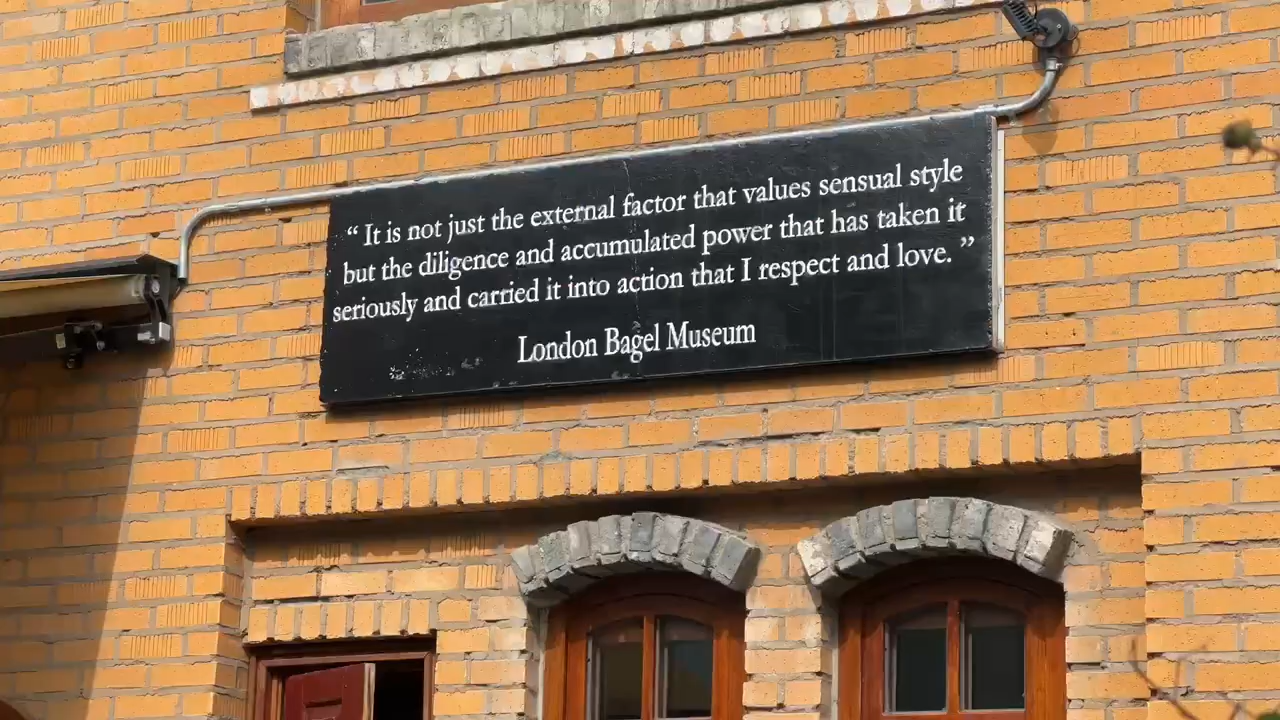 “ It is not just the external factor that values sensual style
but the diligence and accumulated power that has taken it
seriously and carried it into action that I respect and love. ”
London Bagel Museum